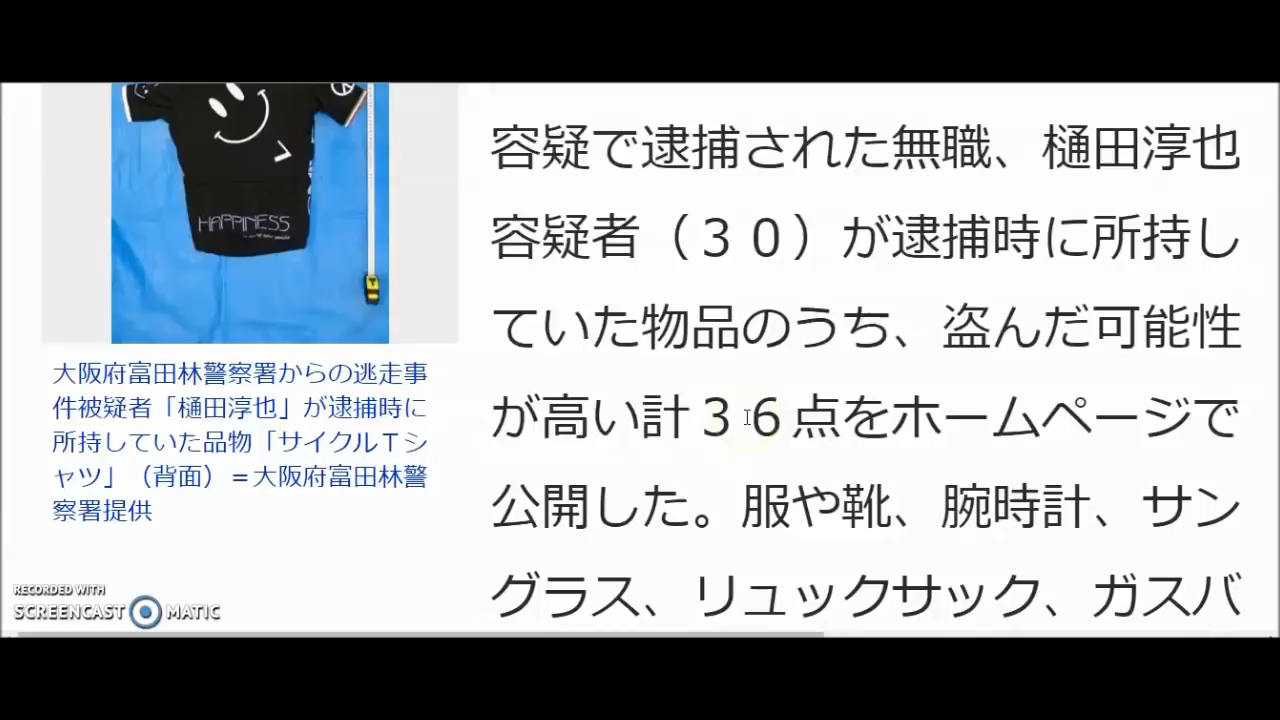 HAPPINESS
大阪府富田林警察署からの逃走事
件被疑者「樋田淳也」が逮捕時に
所持していた品物「サイクルＴシ
ャツ」（背面）＝大阪府富田林警
察署提供
容疑で逮捕された無職、樋田淳也
容疑者（３０）が逮捕時に所持し
ていた物品のうち、盗んだ可能性
が高い計３６点をホームページで
公開した。服や靴、腕時計、サン
グラス、リュックサック、ガスバ
RECORDED WITH
SCREENCAST MATIC